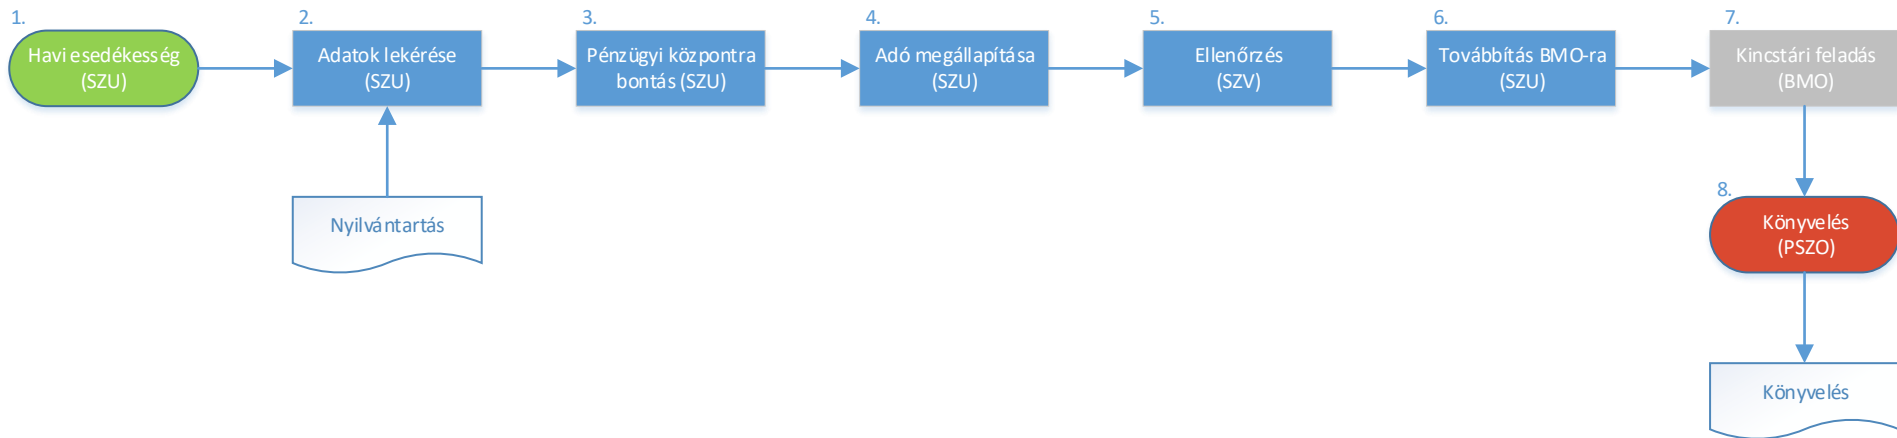 1.
Havi esedékesség
(SZU)
2.
Adatok lekérése
(SZU)
3.
Pénzügyi központra
bontás (SZU)
4.
Adó megállapítása
(SZU)
5.
Ellenőrzés
(SZV)
6.
Továbbítás BMO-ra
(SZU)
7.
Kincstári feladás
(BMO)
Nyilvántartás
8.
Könyvelés
(PSZO)
Könyvelés